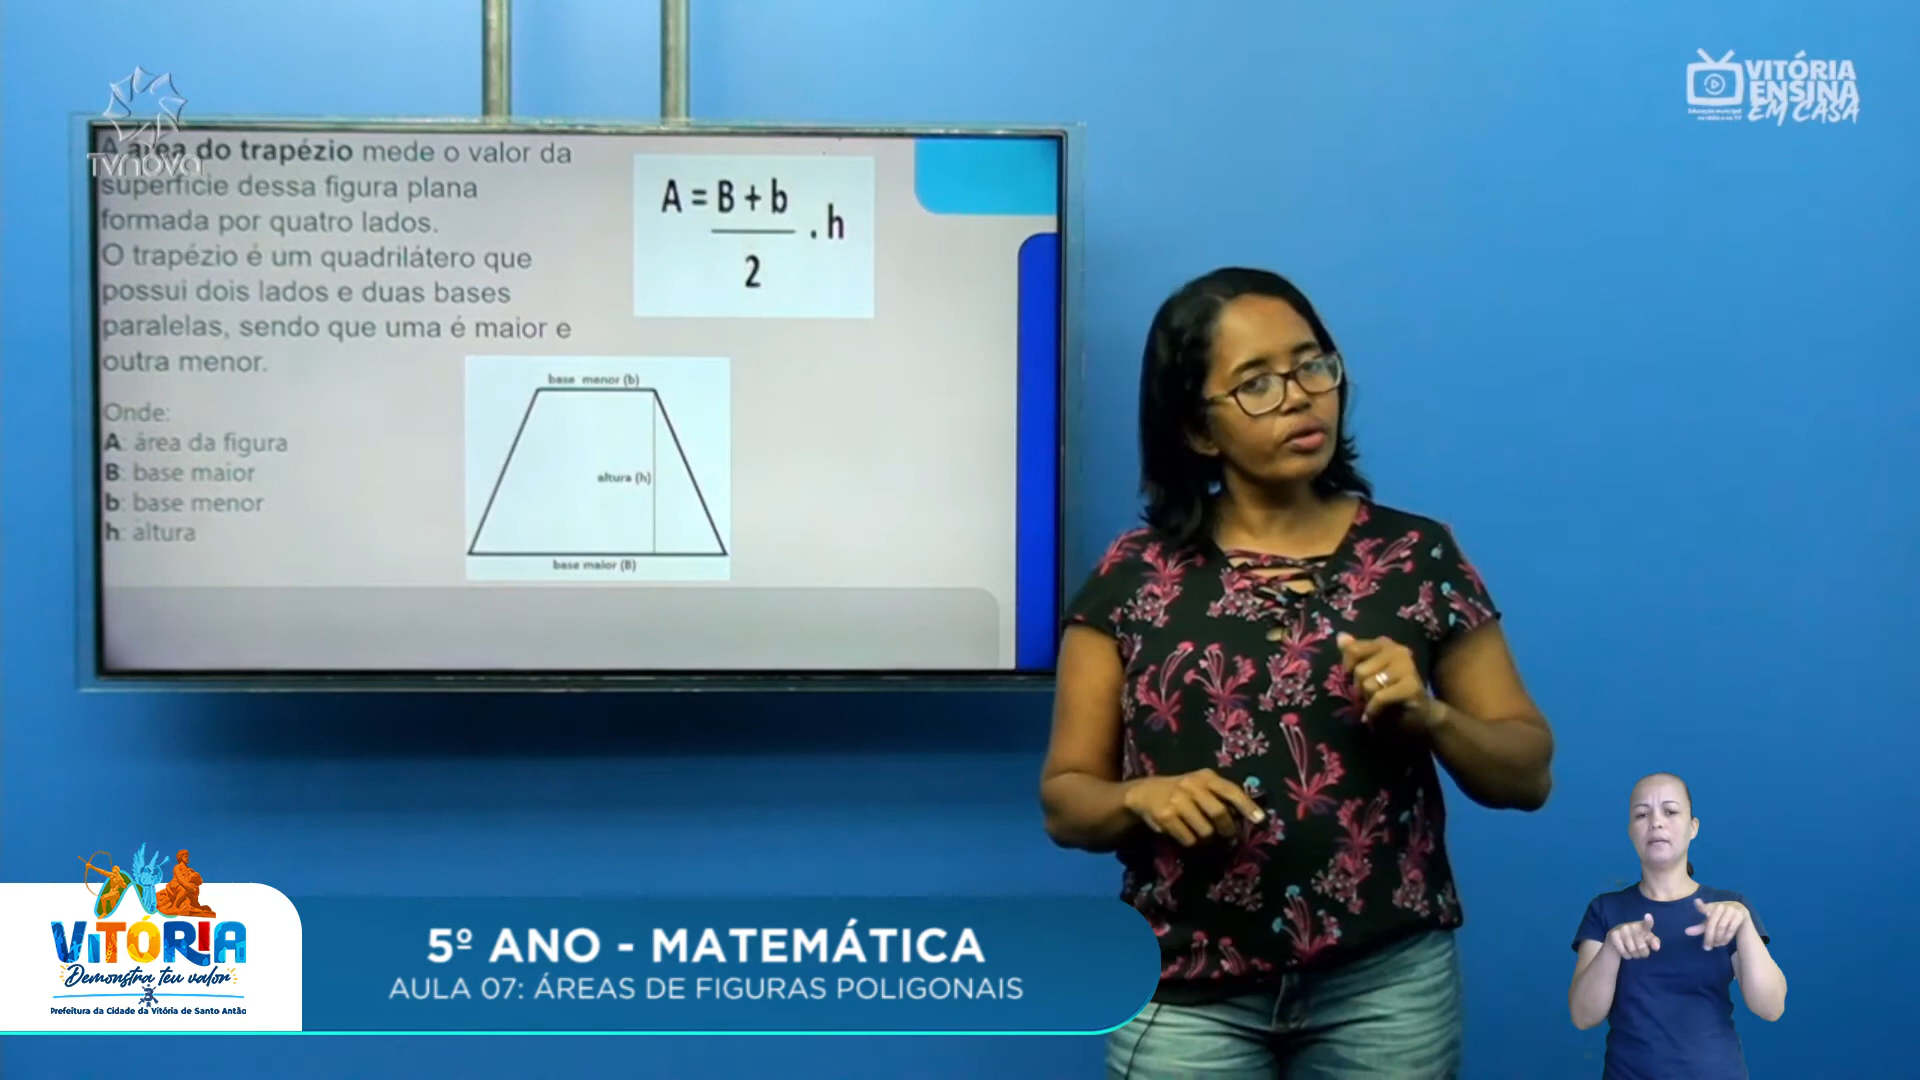 TVNOVA
A área do trapézio mede o valor da
superfície dessa figura plana
formada por quatro lados.
O trapézio é um quadrilátero que
possui dois lados e duas bases
paralelas, sendo que uma é maior e
outra menor.
Onde:
A: área da figura
B: base maior
b: base menor
h: altura
A = B + b
. h
2
base menor (b)
altura (h)
base maior (B)
VITÓRIA
ENSINA
EM CASA
VITÓRIA
Demonstra teu valor
Prefeitura da Cidade da Vitória de Santo Antão
5º ANO - MATEMÁTICA
AULA 07: ÁREAS DE FIGURAS POLIGONAIS